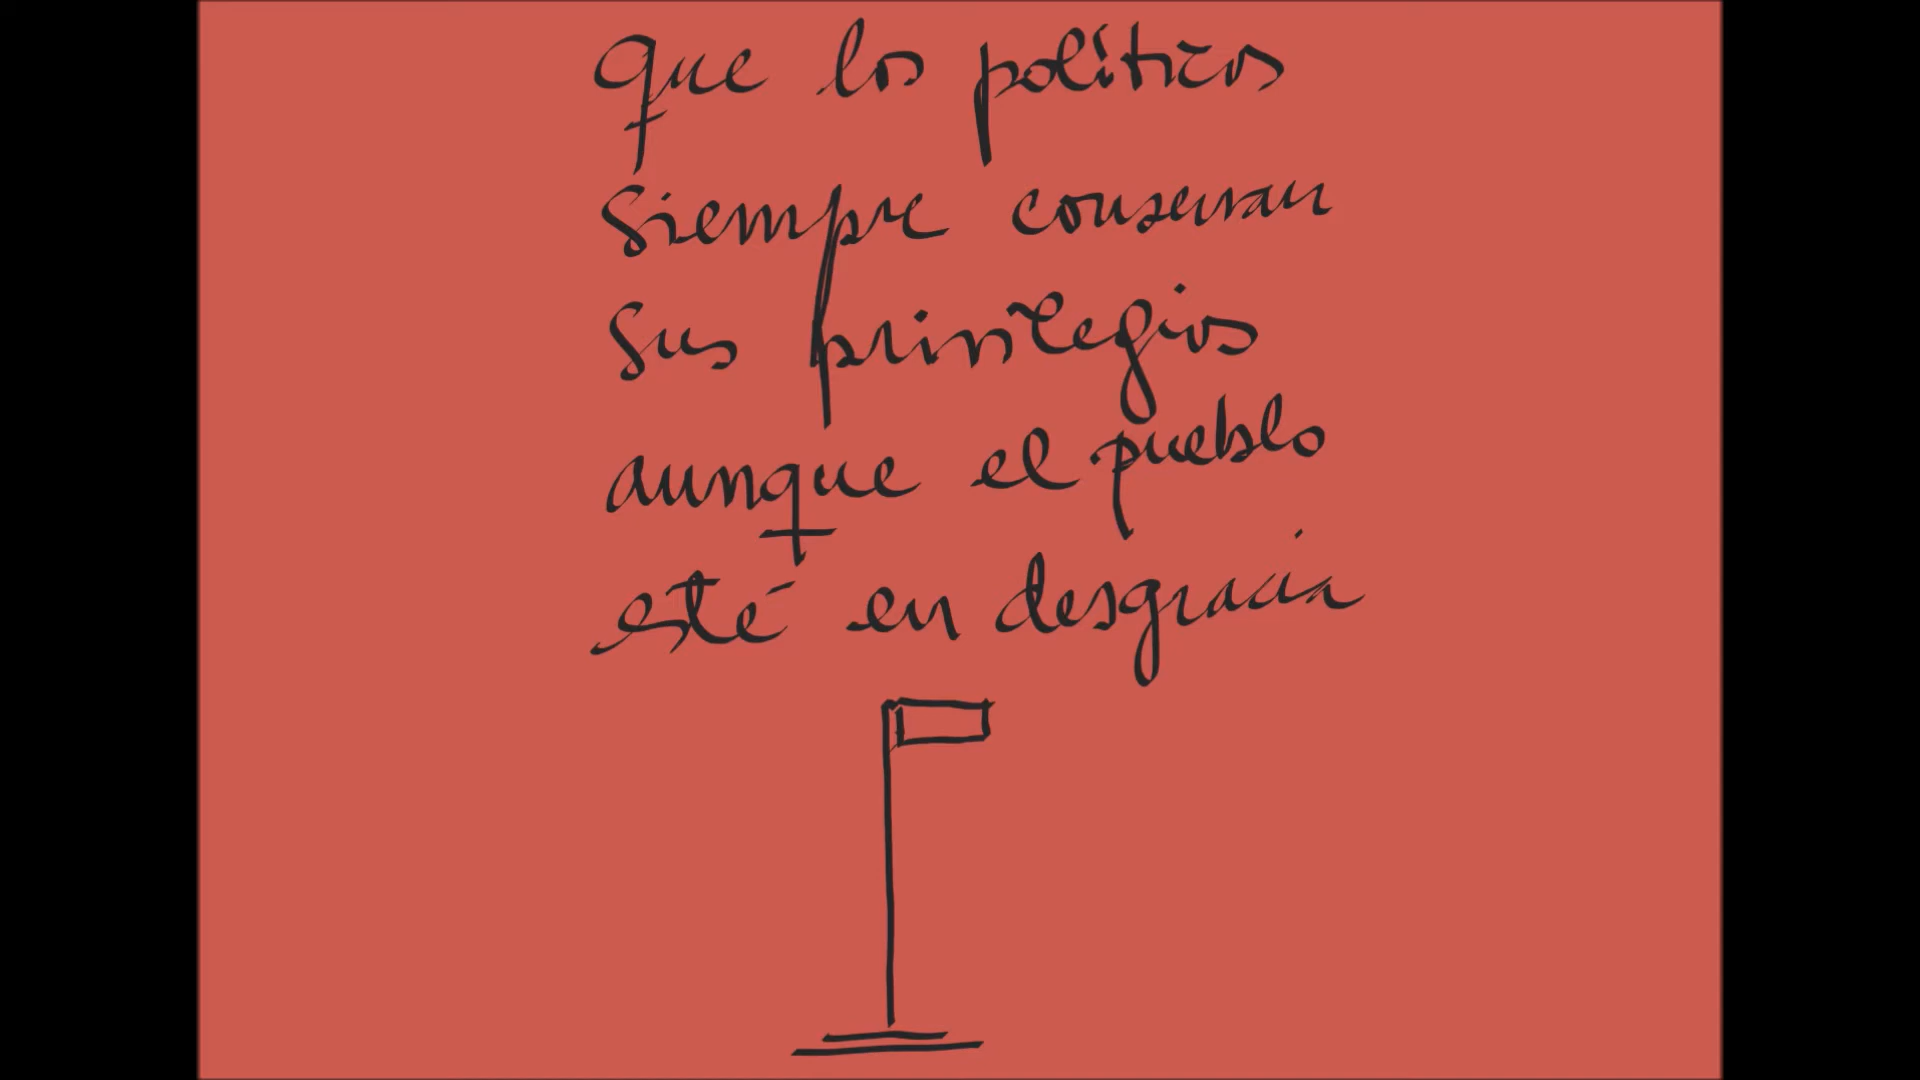 que los políticos
siempre conservan
sus privilegios
aunque el pueblo
esté en desgracia